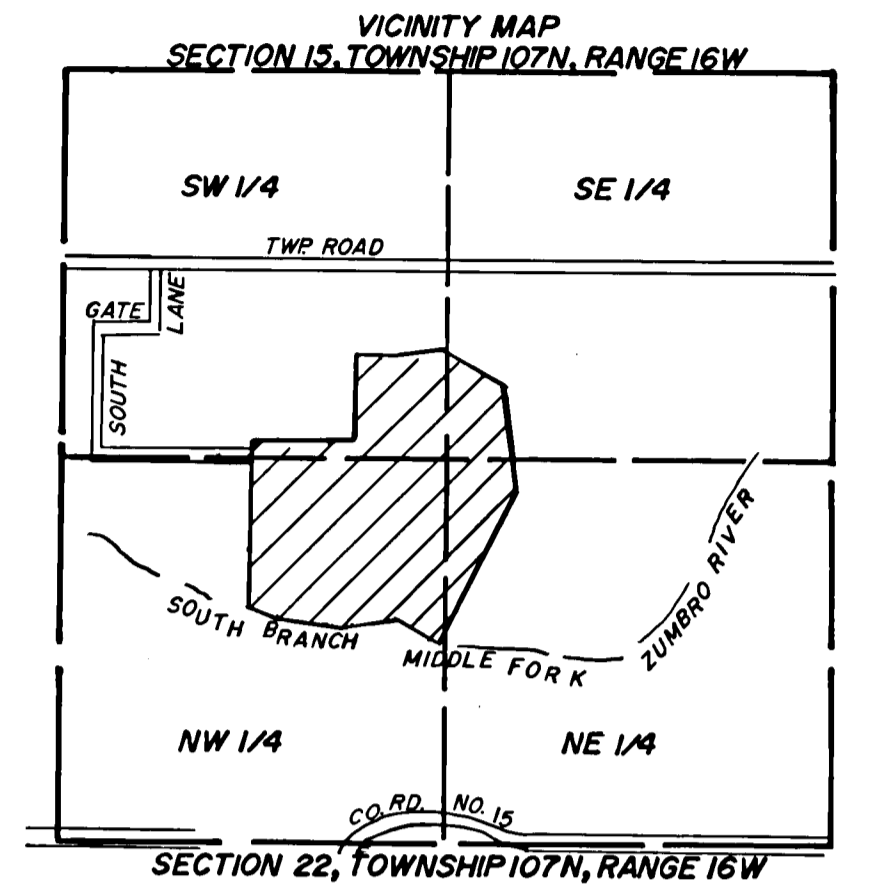 VICINITY MAP
SECTION 15, TOWNSHIP 107N, RANGE 16W
SW 1/4
SE 1/4
TWP. ROAD
GATE
LANE
SOUTH
ZUMBRO RIVER
SOUTH BRANCH
MIDDLE FORK
NW 1/4
NE 1/4
CO. RD. NO. 15
SECTION 22, TOWNSHIP 107N, RANGE 16W